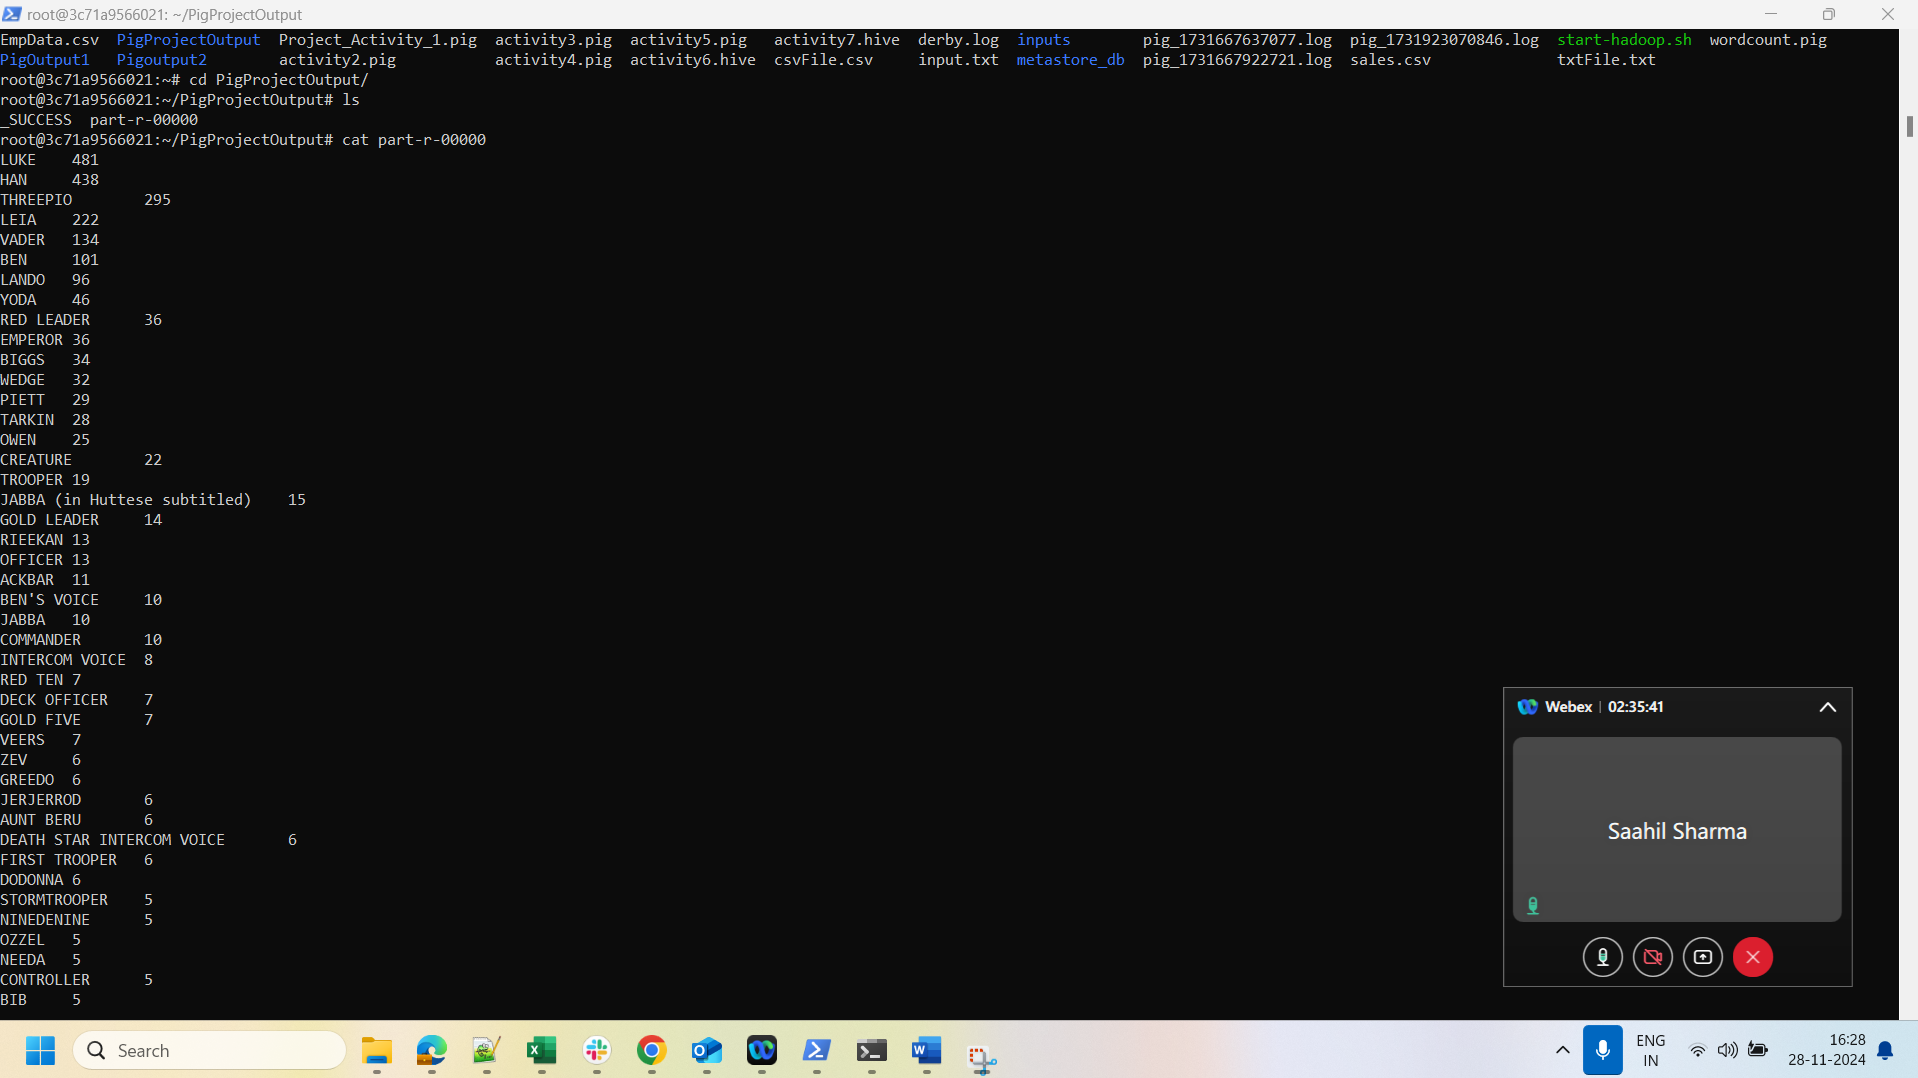 root@3c71a9566021: ~/PigProjectOutput
EmpData.csv  PigProjectOutput  Project_Activity_1.pig  activity3.pig  activity5.pig  activity7.hive  derby.log  inputs  pig_1731667637077.log  pig_1731923070846.log  start-hadoop.sh  wordcount.pig
PigOutput1  Pigoutput2  activity2.pig  activity4.pig  activity6.hive  csvFile.csv  input.txt  metastore_db  pig_1731667922721.log  sales.csv  txtFile.txt
root@3c71a9566021:~# cd PigProjectOutput/
root@3c71a9566021:~/PigProjectOutput# ls
_SUCCESS  part-r-00000
root@3c71a9566021:~/PigProjectOutput# cat part-r-00000
LUKE 481
HAN 438
THREEPIO 295
LEIA 222
VADER 134
BEN 101
LANDO 96
YODA 46
RED LEADER 36
EMPEROR 36
BIGGS 34
WEDGE 32
PIETT 29
TARKIN 28
OWEN 25
CREATURE 22
TROOPER 19
JABBA (in Huttese subtitled) 15
GOLD LEADER 14
RIEEKAN 13
OFFICER 13
ACKBAR 11
BEN'S VOICE 10
JABBA 10
COMMANDER 10
INTERCOM VOICE 8
RED TEN 7
DECK OFFICER 7
GOLD FIVE 7
VEERS 7
ZEV 6
GREEDO 6
JERJERROD 6
AUNT BERU 6
DEATH STAR INTERCOM VOICE 6
FIRST TROOPER 6
DODONNA 6
STORMTROOPER 5
NINEDENINE 5
OZZEL 5
NEEDA 5
CONTROLLER 5
BIB 5
Webex | 02:35:41
Saahil Sharma
Search
ENG
IN
16:28
28-11-2024